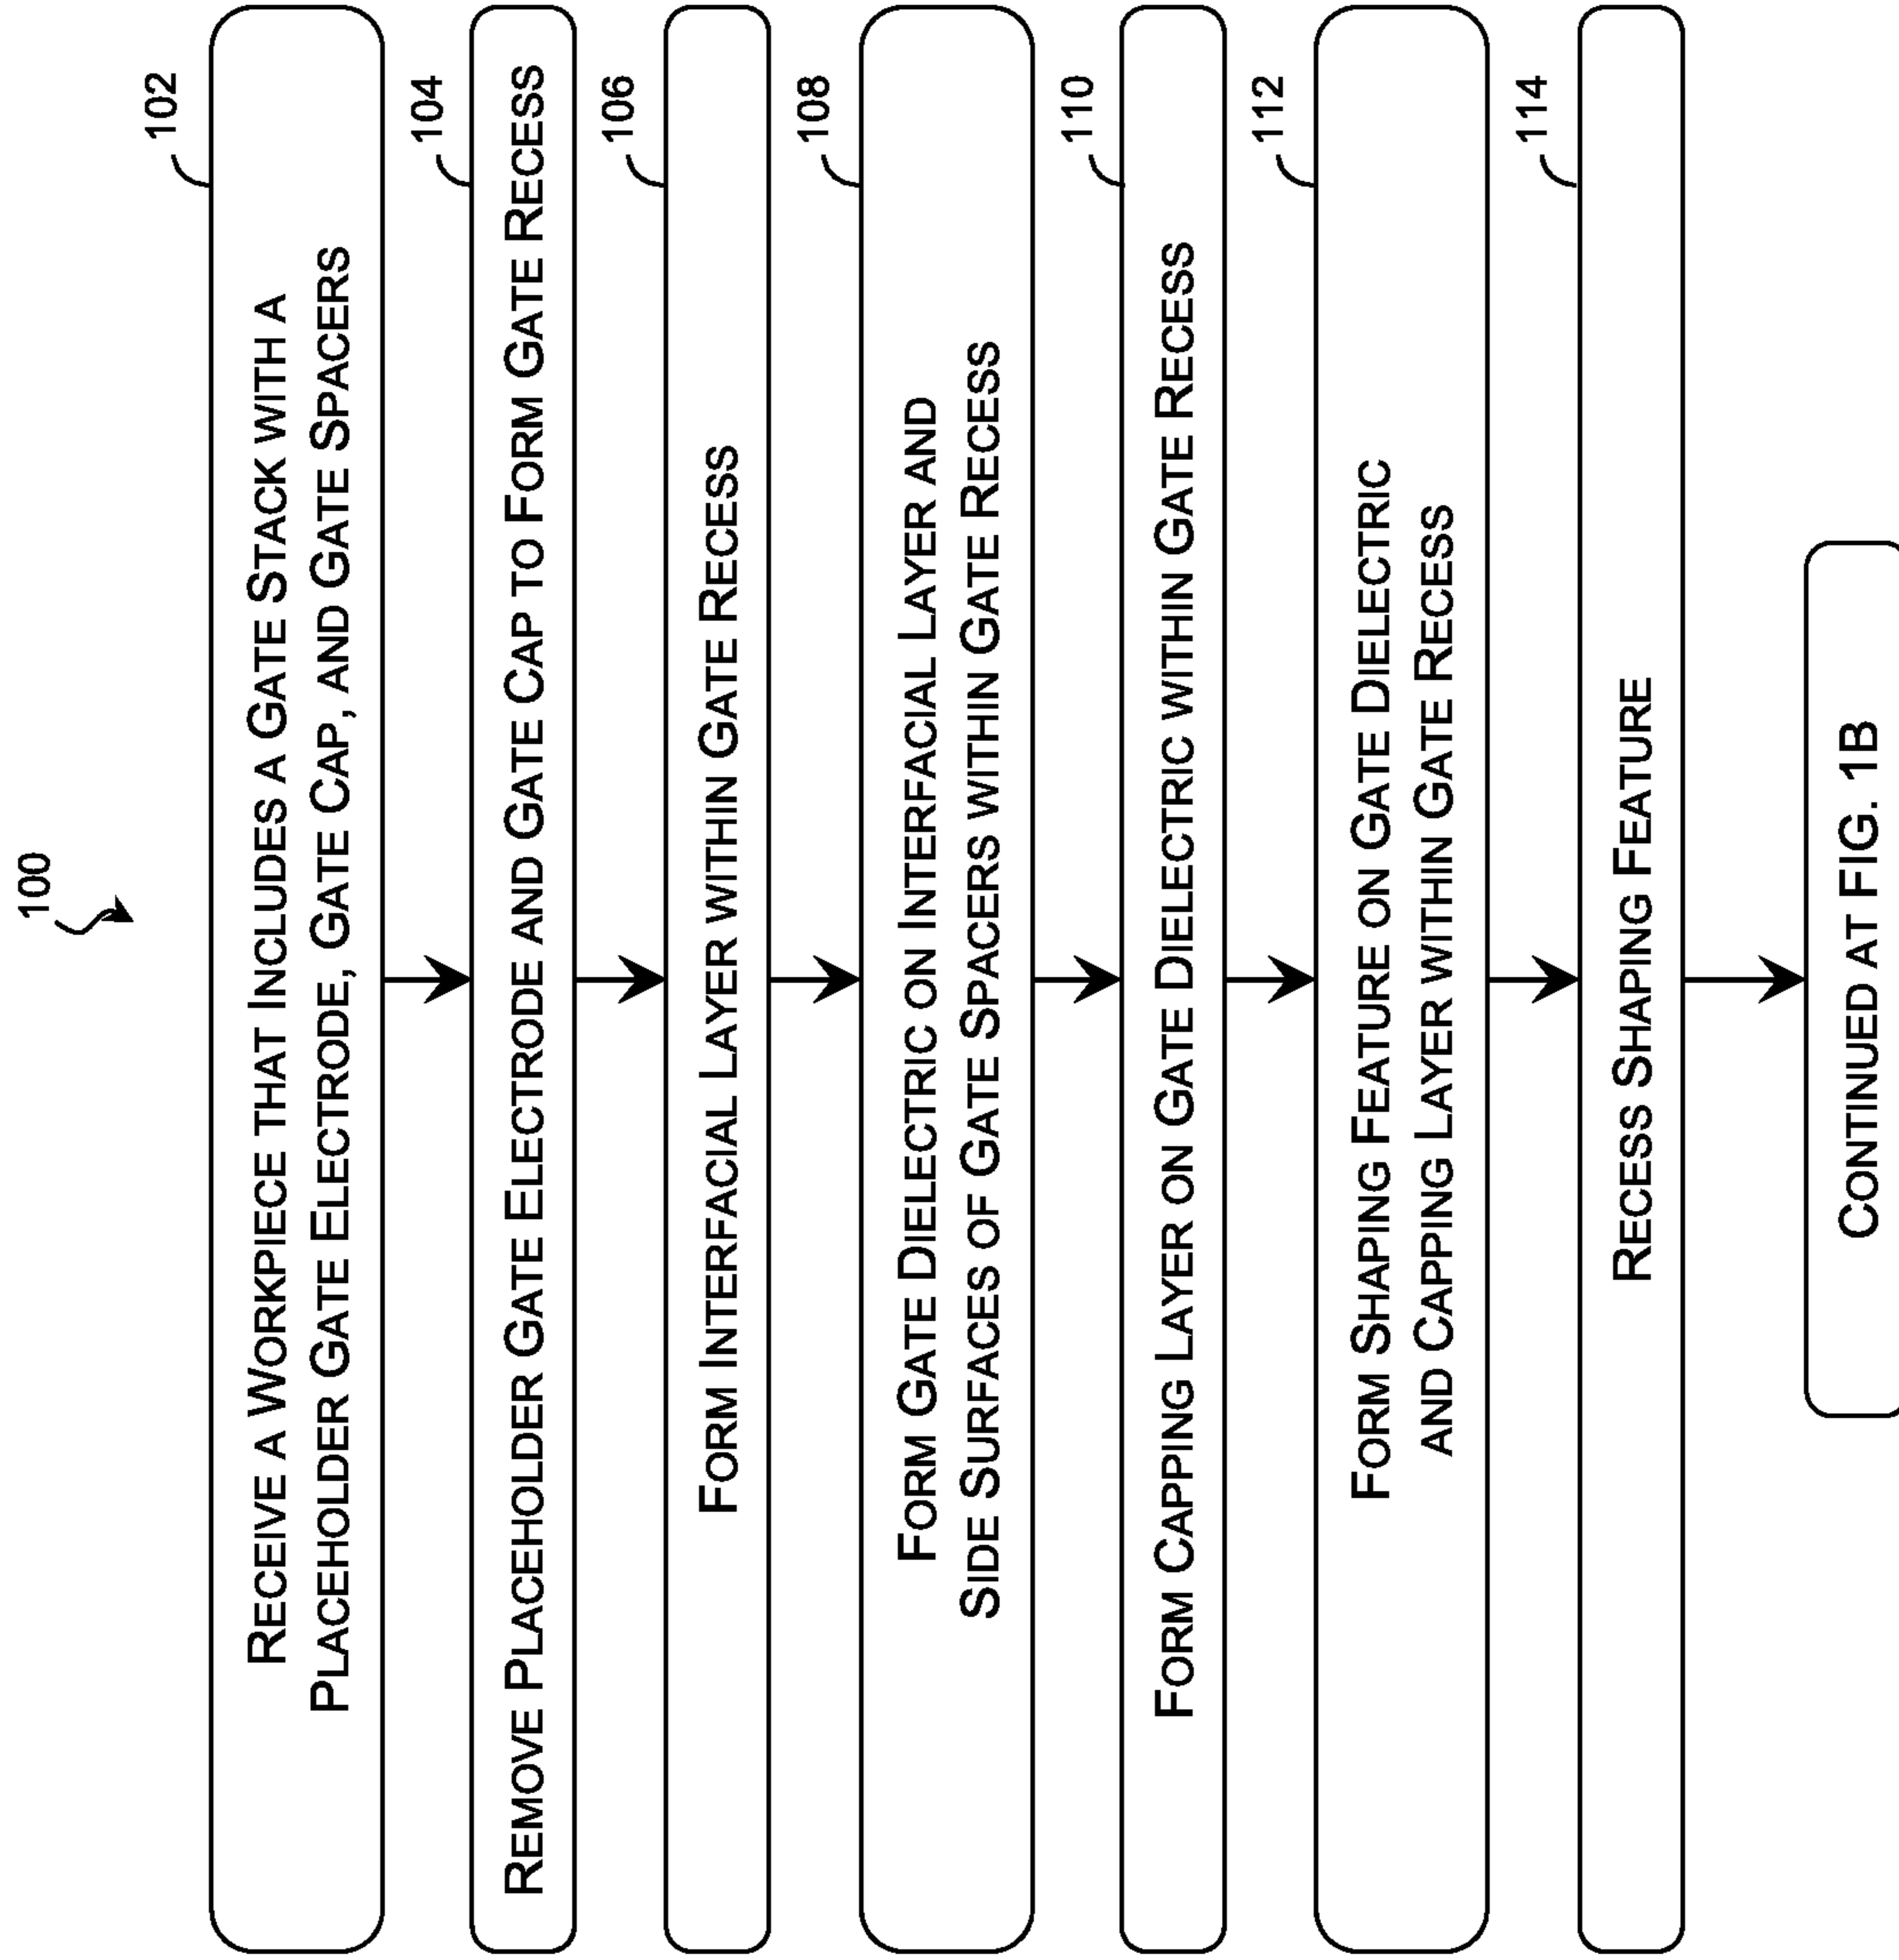 100
102
RECEIVE A WORKPIECE THAT INCLUDES A GATE STACK WITH A
PLACEHOLDER GATE ELECTRODE, GATE CAP, AND GATE SPACERS
104
REMOVE PLACEHOLDER GATE ELECTRODE AND GATE CAP TO FORM GATE RECESS
106
FORM INTERFACIAL LAYER WITHIN GATE RECESS
108
FORM GATE DIELECTRIC ON INTERFACIAL LAYER AND
SIDE SURFACES OF GATE SPACERS WITHIN GATE RECESS
110
FORM CAPPING LAYER ON GATE DIELECTRIC WITHIN GATE RECESS
112
FORM SHAPING FEATURE ON GATE DIELECTRIC
AND CAPPING LAYER WITHIN GATE RECESS
114
RECESS SHAPING FEATURE
CONTINUED AT FIG. 1B